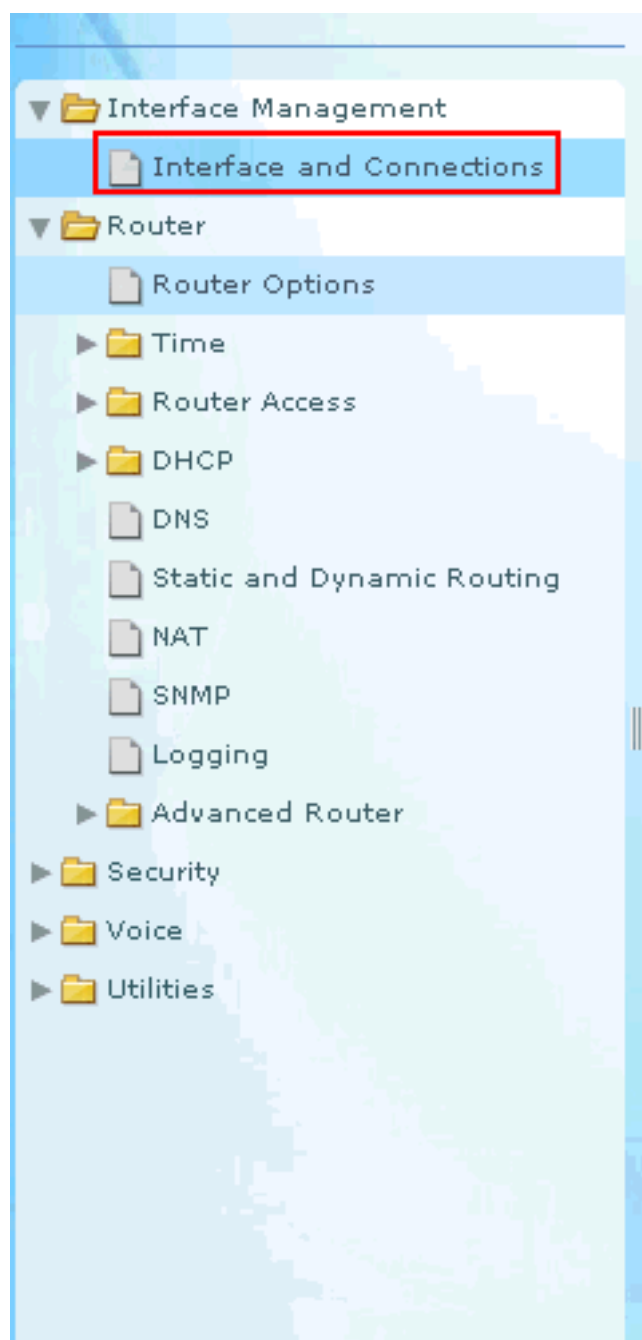 Interface Management
Interface and Connections
Router
Router Options
Time
Router Access
DHCP
DNS
Static and Dynamic Routing
NAT
SNMP
Logging
Advanced Router
Security
Voice
Utilities